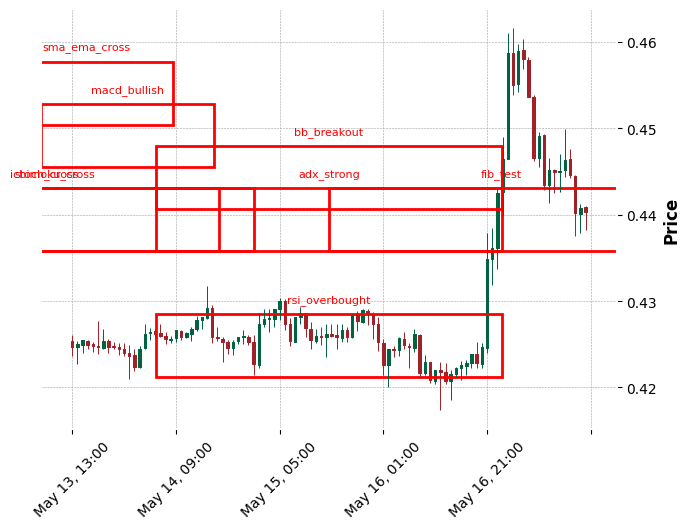 sma_ema_cross
macd_bullish
bb_breakout
adx_strong
fib_test
rsi_overbought
0.46
0.45
0.44
0.43
0.42
Price
May 13, 13:00
May 14, 09:00
May 15, 05:00
May 16, 01:00
May 16, 21:00